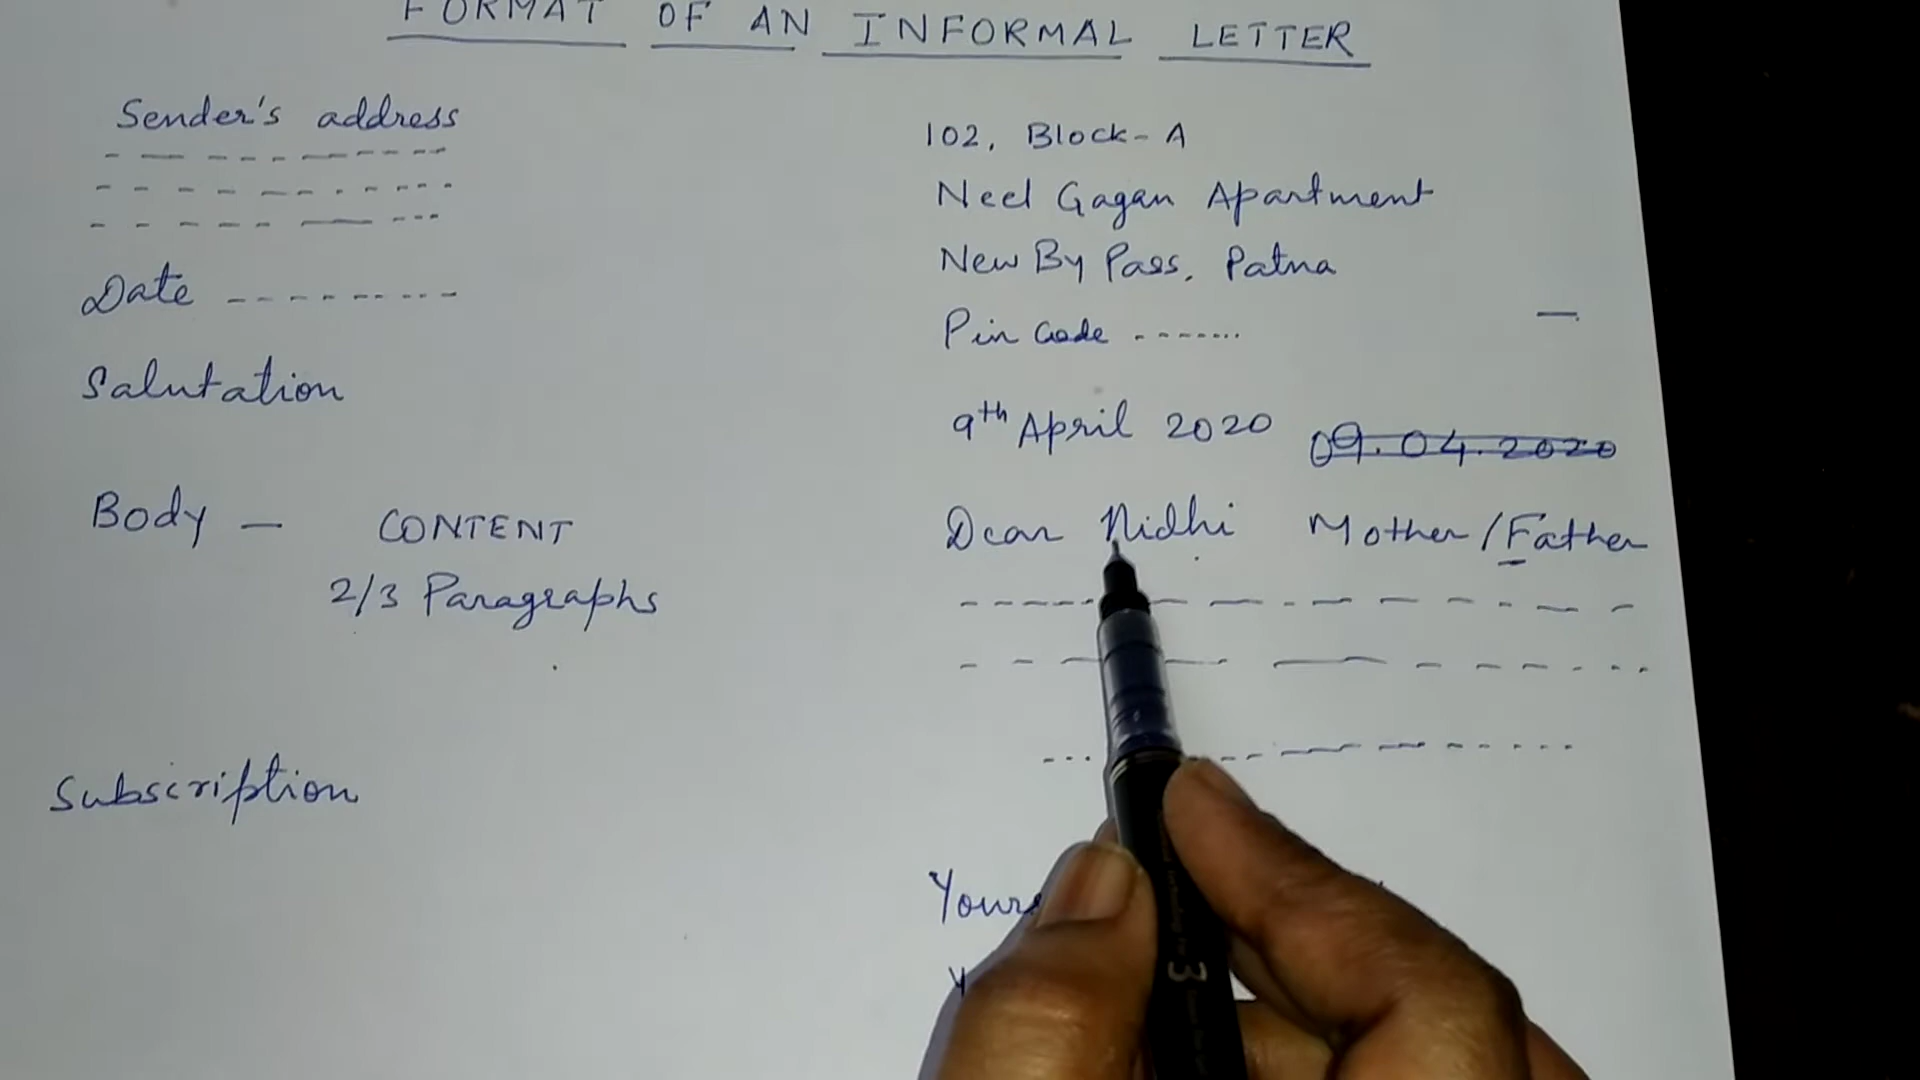 FORMAT OF AN INFORMAL LETTER
Sender's address
Date
Salutation
Body - CONTENT
2/3 Paragraphs
Subscription
102, Block-A
Neel Gagan Apartment
New By Pass, Patna
Pin Code
9th April 2020 09.04.2020
Dear Nidhi Mother/Father
Yours